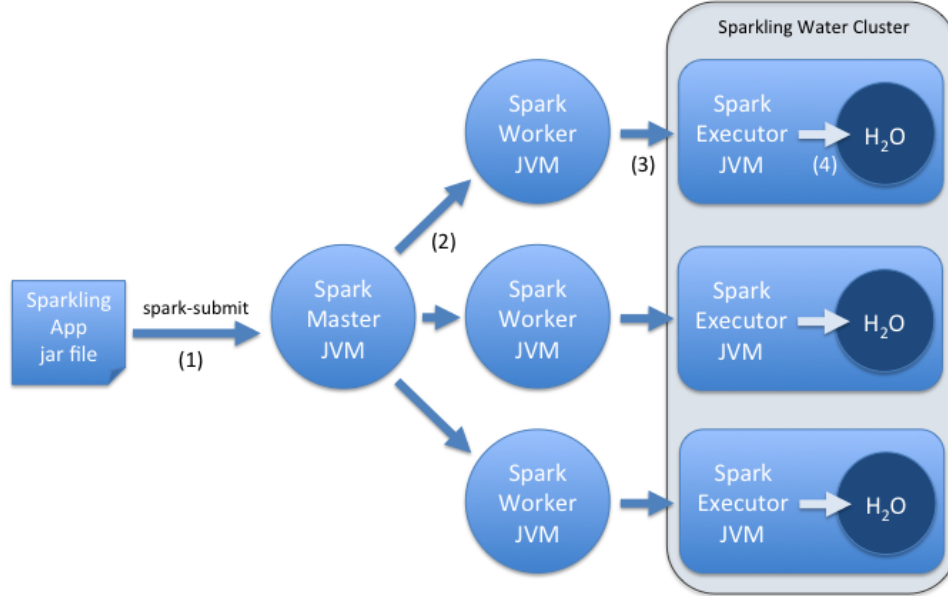 Sparkling Water Cluster
Spark
Worker
JVM
(3)
Spark
Executor
JVM
(4)
H₂O
(2)
Sparkling
App
jar file
spark-submit
(1)
Spark
Master
JVM
Spark
Worker
JVM
Spark
Executor
JVM
H₂O
Spark
Worker
JVM
Spark
Executor
JVM
H₂O